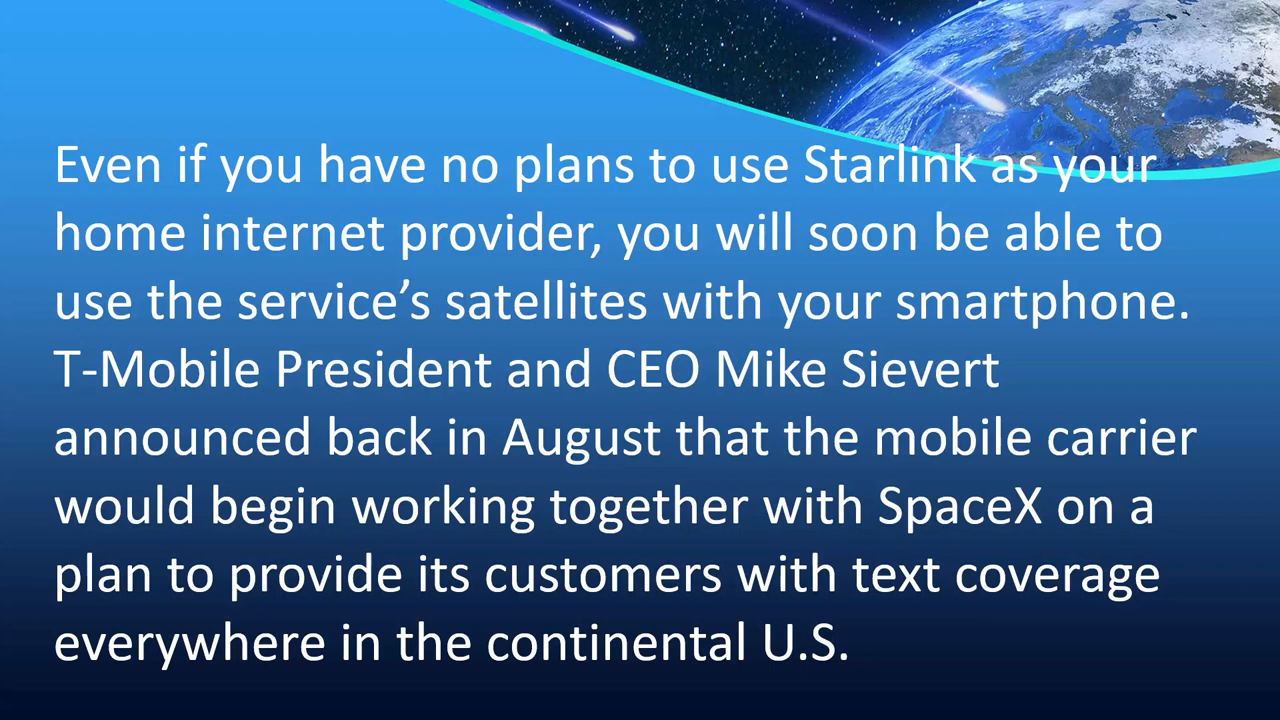 Even if you have no plans to use Starlink as your
home internet provider, you will soon be able to
use the service’s satellites with your smartphone.
T-Mobile President and CEO Mike Sievert
announced back in August that the mobile carrier
would begin working together with SpaceX on a
plan to provide its customers with text coverage
everywhere in the continental U.S.